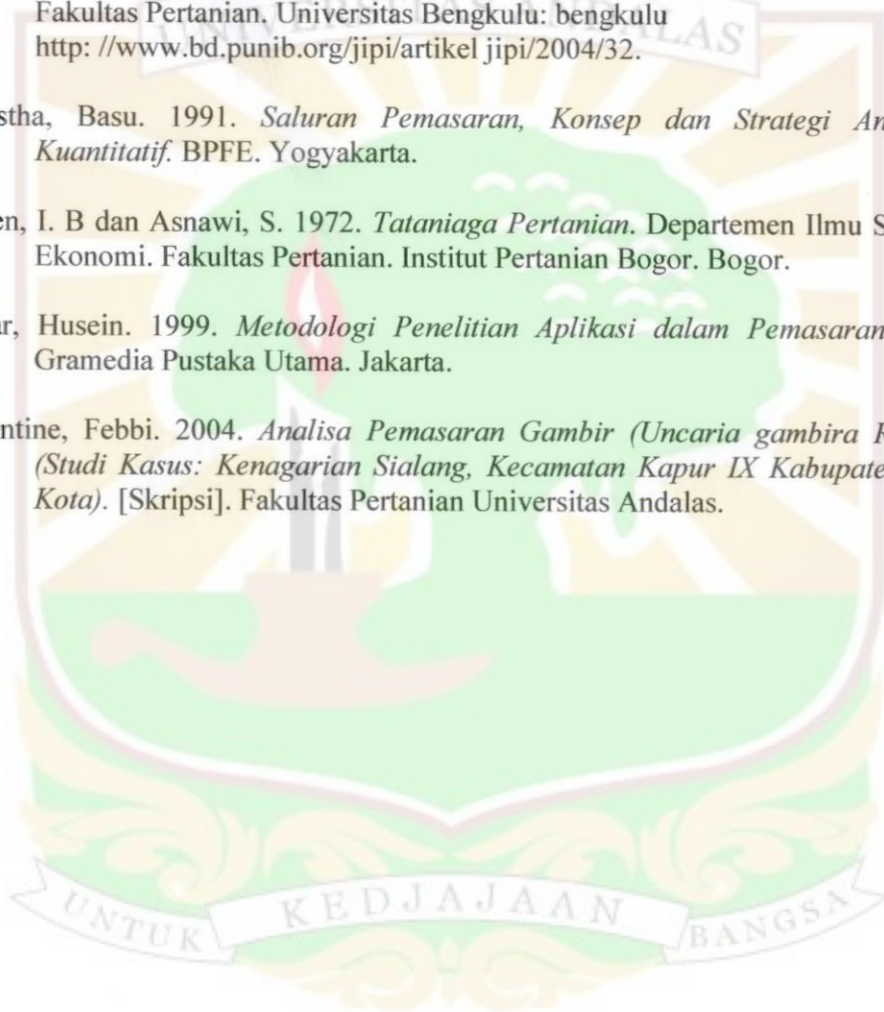 Fakultas Pertanian. Universitas Bengkulu: bengkulu
http: //www.bd.punib.org/jipi/artikel jipi/2004/32.
stha, Basu. 1991. Saluran Pemasaran, Konsep dan Strategi An
Kuantitatif. BPFE. Yogyakarta.
en, I. B dan Asnawi, S. 1972. Tataniaga Pertanian. Departemen Ilmu S
Ekonomi. Fakultas Pertanian. Institut Pertanian Bogor. Bogor.
ar, Husein. 1999. Metodologi Penelitian Aplikasi dalam Pemasaran
Gramedia Pustaka Utama. Jakarta.
ntine, Febbi. 2004. Analisa Pemasaran Gambir (Uncaria gambira
(Studi Kasus: Kenagarian Sialang, Kecamatan Kapur IX Kabupate
Kota). [Skripsi]. Fakultas Pertanian Universitas Andalas.
UNIVERSITAS ANDALAS
UNTUK KEDJAJAAN BANGSA